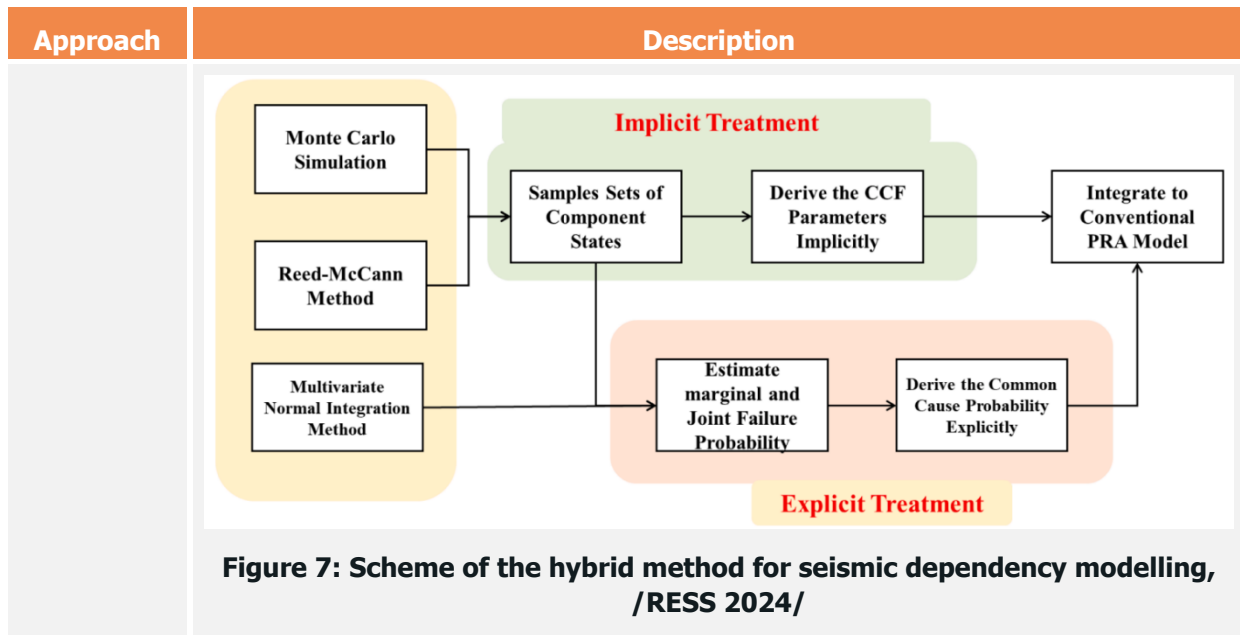 Approach
Description
Implicit Treatment
Monte Carlo
Simulation
Samples Sets of
Component
States
Derive the CCF
Parameters
Implicitly
Integrate to
Conventional
PRA Model
Reed-McCann
Method
Multivariate
Normal Integration
Method
Estimate
marginal and
Joint Failure
Probability
Derive the Common
Cause Probability
Explicitly
Explicit Treatment
Figure 7: Scheme of the hybrid method for seismic dependency modelling,
/RESS 2024/